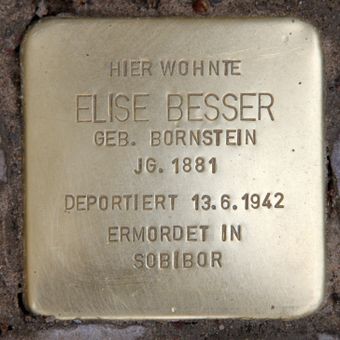 HIER WOHNTE
ELISE BESSER
GEB. BORNSTEIN
JG. 1881
DEPORTIERT 13.6.1942
ERMORDET IN
SOBIBOR